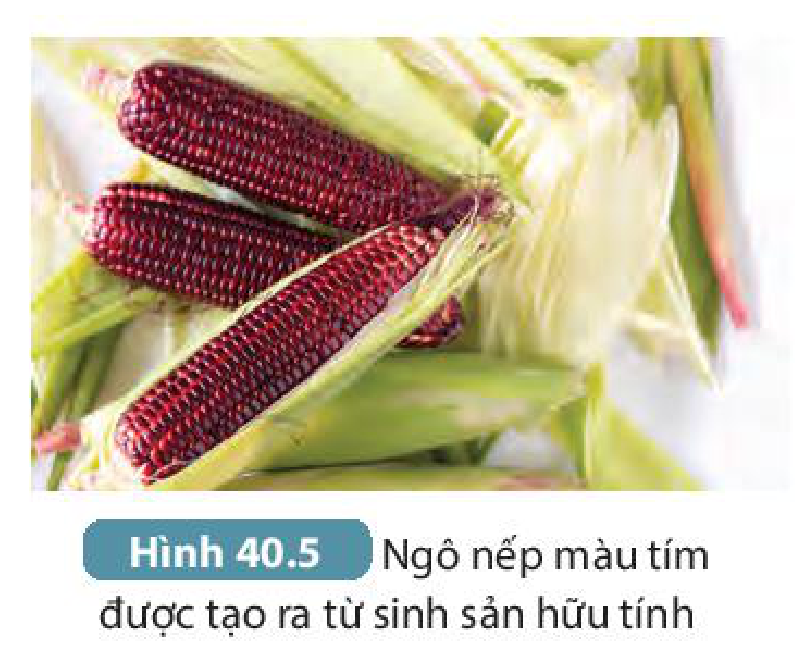 Hình 40.5 Ngô nếp màu tím
được tạo ra từ sinh sản hữu tính